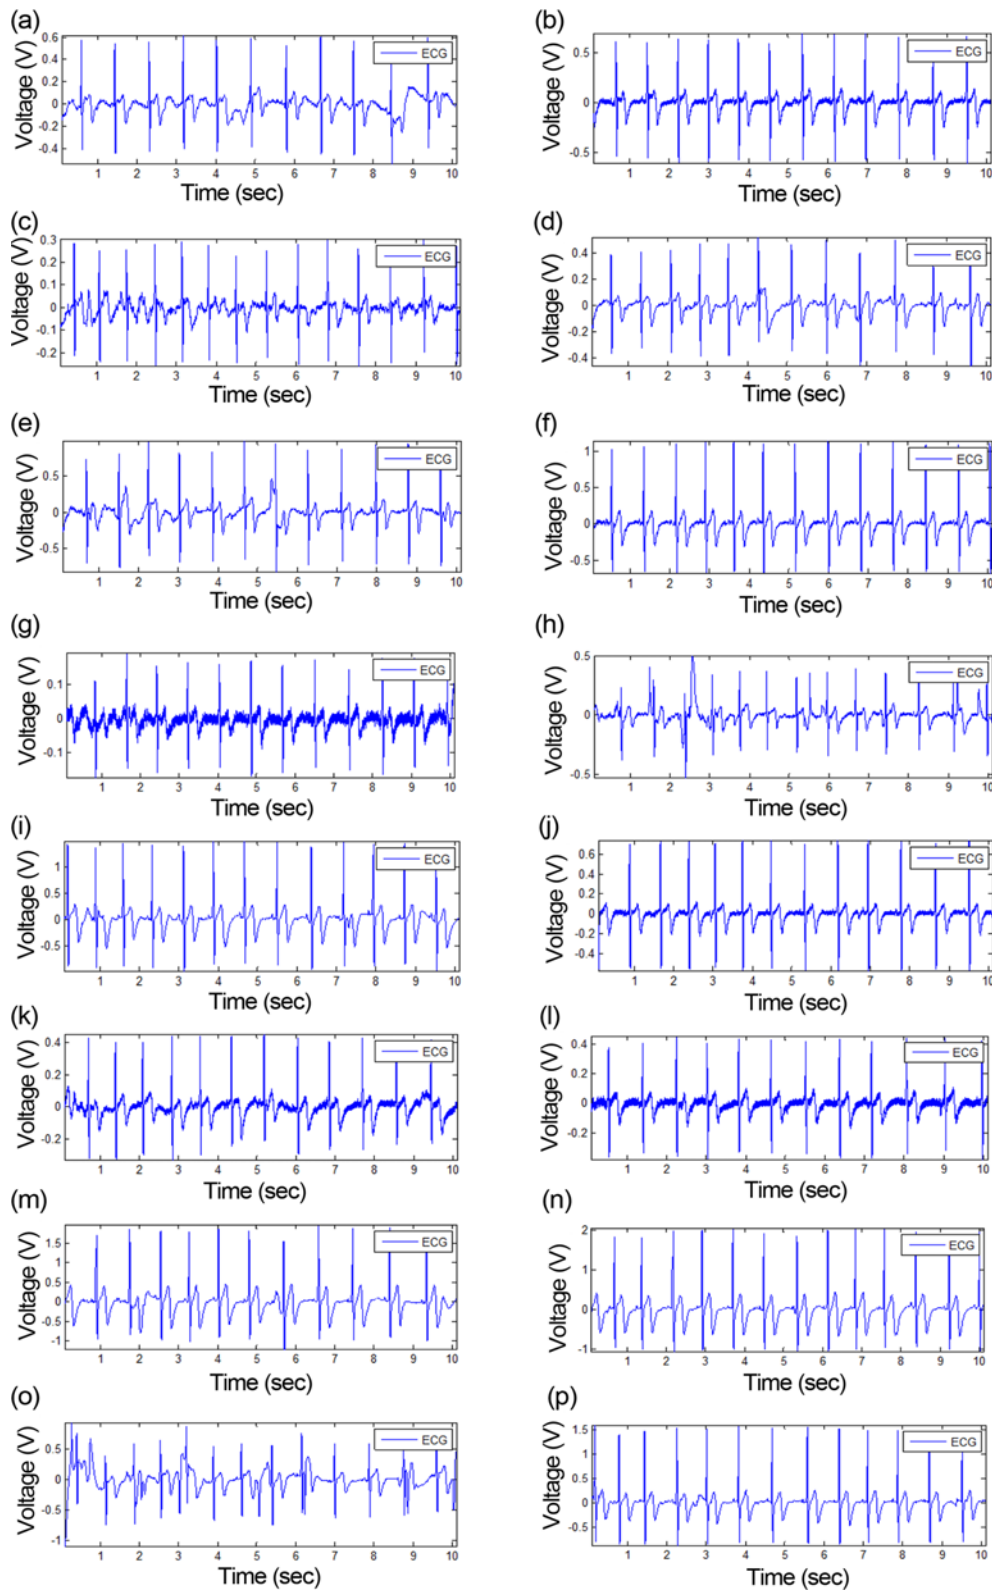 (a)
0.6
0.4
0.2
0
-0.2
-0.4
Voltage (V)
ECG
1 2 3 4 5 6 7 8 9 10
Time (sec)
(b)
0.5
0
-0.5
Voltage (V)
ECG
1 2 3 4 5 6 7 8 9 10
Time (sec)
(c)
0.3
0.2
0.1
0
-0.1
-0.2
Voltage (V)
ECG
1 2 3 4 5 6 7 8 9 10
Time (sec)
(d)
0.4
0.2
0
-0.2
-0.4
Voltage (V)
ECG
1 2 3 4 5 6 7 8 9 10
Time (sec)
(e)
0.5
0
-0.5
Voltage (V)
ECG
1 2 3 4 5 6 7 8 9 10
Time (sec)
(f)
1
0.5
0
-0.5
Voltage (V)
ECG
1 2 3 4 5 6 7 8 9 10
Time (sec)
(g)
0.1
0
-0.1
Voltage (V)
ECG
1 2 3 4 5 6 7 8 9 10
Time (sec)
(h)
0.5
0
-0.5
Voltage (V)
ECG
1 2 3 4 5 6 7 8 9 10
Time (sec)
(i)
1
0.5
0
-0.5
Voltage (V)
ECG
1 2 3 4 5 6 7 8 9 10
Time (sec)
(j)
0.6
0.4
0.2
0
-0.2
-0.4
Voltage (V)
ECG
1 2 3 4 5 6 7 8 9 10
Time (sec)
(k)
0.4
0.2
0
-0.2
Voltage (V)
ECG
1 2 3 4 5 6 7 8 9 10
Time (sec)
(l)
0.4
0.2
0
-0.2
Voltage (V)
ECG
1 2 3 4 5 6 7 8 9 10
Time (sec)
(m)
1.5
1
0.5
0
-0.5
-1
Voltage (V)
ECG
1 2 3 4 5 6 7 8 9 10
Time (sec)
(n)
2
1
0
-1
Voltage (V)
ECG
1 2 3 4 5 6 7 8 9 10
Time (sec)
(o)
0.5
0
-0.5
-1
Voltage (V)
ECG
1 2 3 4 5 6 7 8 9 10
Time (sec)
(p)
1.5
1
0.5
0
-0.5
Voltage (V)
ECG
1 2 3 4 5 6 7 8 9 10
Time (sec)